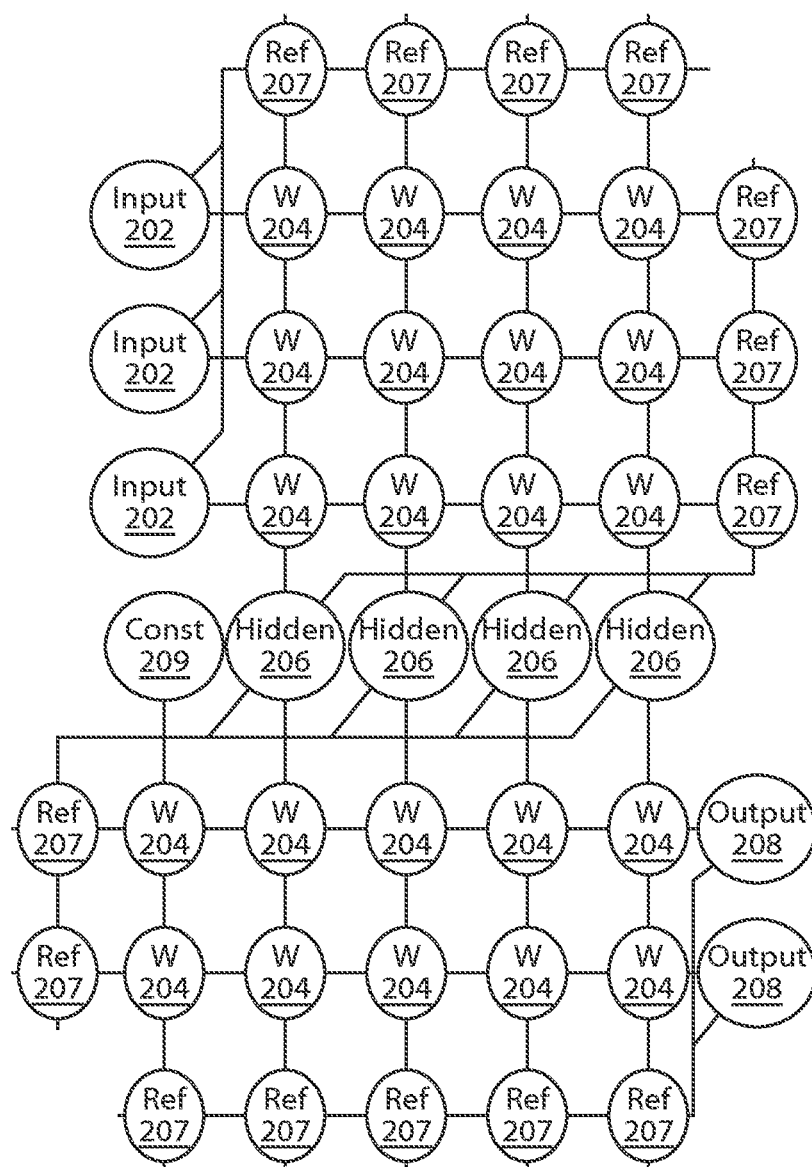 Ref Ref Ref Ref
207 207 207 207
Input W W W W Ref
202 204 204 204 204 207
Input W W W W Ref
202 204 204 204 204 207
Input W W W W Ref
202 204 204 204 204 207
Const Hidden Hidden Hidden Hidden
209 206 206 206 206
Ref W W W W W Output
207 204 204 204 204 204 208
Ref W W W W W Output
207 204 204 204 204 204 208
Ref Ref Ref Ref Ref
207 207 207 207 207